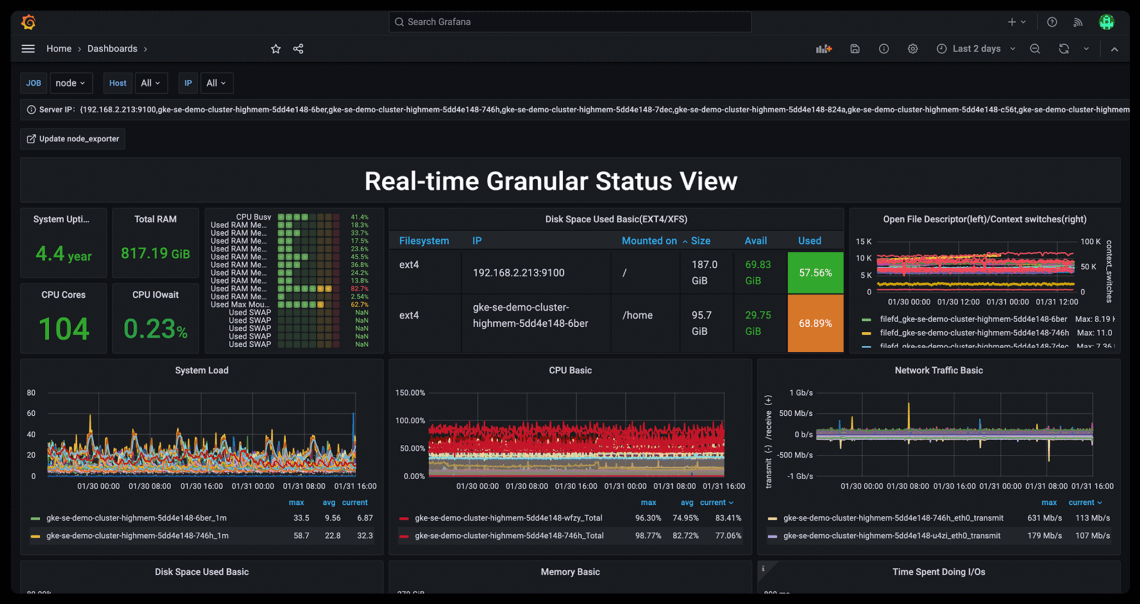 Search Grafana
Home › Dashboards ›
Last 2 days
JOB node Host All IP All
Server IP: {192.168.2.213:9100,gke-se-demo-cluster-highmem-5dd4e148-6ber,gke-se-demo-cluster-highmem-5dd4e148-746h,gke-se-demo-cluster-highmem-5dd4e148-7dec,gke-se-demo-cluster-highmem-5dd4e148-824a,gke-se-demo-cluster-highmem-5dd4e148-c56t,gke-se-demo-cluster-highmem
Update node_exporter
Real-time Granular Status View
System Upti...
4.4 year
Total RAM
817.19 GiB
CPU Cores
104
CPU IOwait
0.23%
CPU Busy 41.4%
Used RAM Me... 18.3%
Used RAM Me... 33.7%
Used RAM Me... 17.5%
Used RAM Me... 23.6%
Used RAM Me... 45.5%
Used RAM Me... 36.8%
Used RAM Me... 24.2%
Used RAM Me... 13.8%
Used RAM Me... 82.7%
Used RAM Me... 2.54%
Used Max Mou... 62.7%
Used SWAP NaN
Used SWAP NaN
Used SWAP NaN
Used SWAP NaN
Used SWAP NaN
Disk Space Used Basic(EXT4/XFS)
Filesystem IP Mounted on Size Avail Used
ext4 192.168.2.213:9100 / 187.0 GiB 69.83 GiB 57.56%
ext4 gke-se-demo-cluster-highmem-5dd4e148-6ber /home 95.7 GiB 29.75 GiB 68.89%
Open File Descriptor(left)/Context switches(right)
15 K 100 K
10 K
5 K 50 K
0 0
context_switches
01/30 00:00 01/30 12:00 01/31 00:00 01/31 12:00
filefd_gke-se-demo-cluster-highmem-5dd4e148-6ber Max: 8.19 K
filefd_gke-se-demo-cluster-highmem-5dd4e148-746h Max: 11.0
filefd_gke-se-demo-cluster-highmem-5dd4e148-7dec Max: 7.36
System Load
80
60
40
20
0
01/30 00:00 01/30 08:00 01/30 16:00 01/31 00:00 01/31 08:00 01/31 16:00
max avg current
gke-se-demo-cluster-highmem-5dd4e148-6ber_1m 33.5 9.56 6.87
gke-se-demo-cluster-highmem-5dd4e148-746h_1m 58.7 22.8 32.3
CPU Basic
150.00%
100.00%
50.00%
0.00%
01/30 00:00 01/30 08:00 01/30 16:00 01/31 00:00 01/31 08:00 01/31 16:00
max avg current
gke-se-demo-cluster-highmem-5dd4e148-wfzy_Total 96.30% 74.95% 83.41%
gke-se-demo-cluster-highmem-5dd4e148-746h_Total 98.77% 82.72% 77.06%
Network Traffic Basic
transmit (-) /receive (+)
1 Gb/s
500 Mb/s
0 b/s
-500 Mb/s
-1 Gb/s
01/30 00:00 01/30 08:00 01/30 16:00 01/31 00:00 01/31 08:00 01/31 16:00
max current
gke-se-demo-cluster-highmem-5dd4e148-746h_eth0_transmit 631 Mb/s 113 Mb/s
gke-se-demo-cluster-highmem-5dd4e148-u4zi_eth0_transmit 179 Mb/s 107 Mb/s
Disk Space Used Basic
Memory Basic
Time Spent Doing I/Os